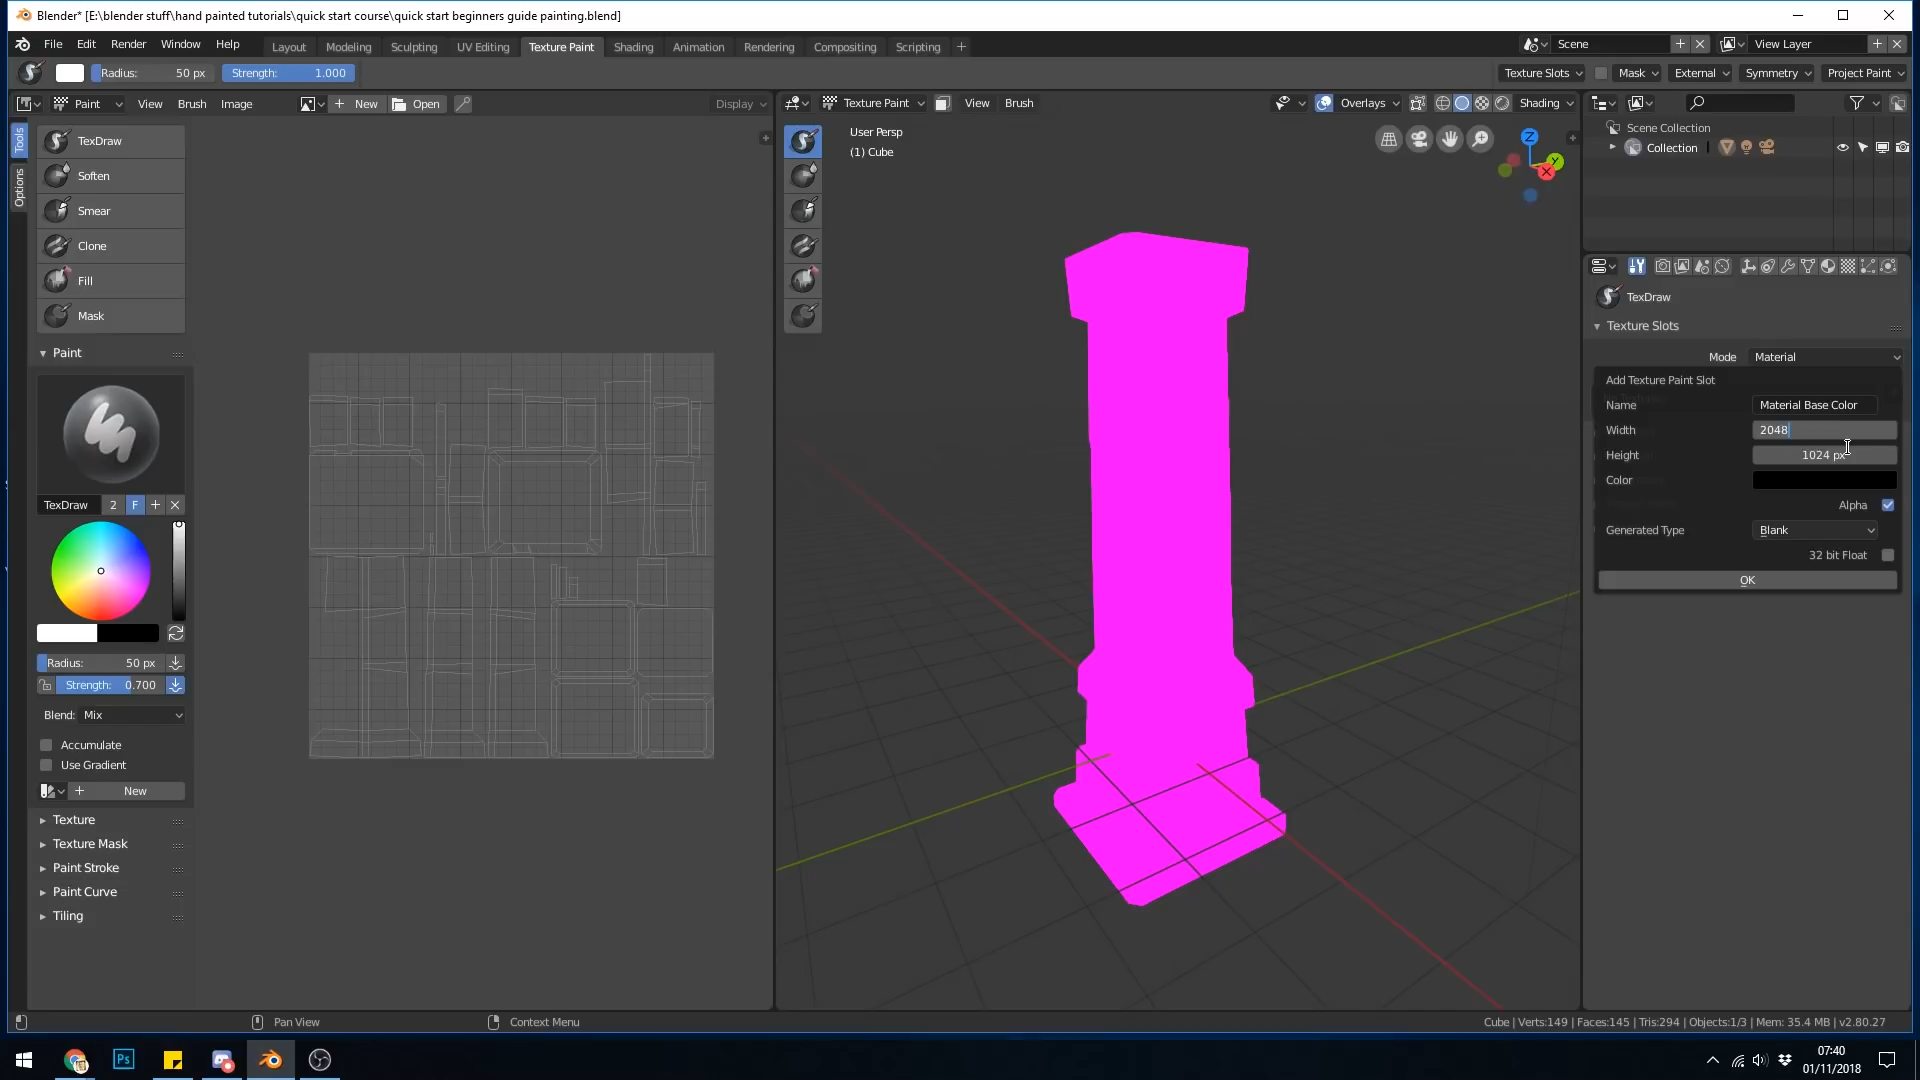 Blender* [E:\blender stuff\hand painted tutorials\quick start course\quick start beginners guide painting.blend]
File Edit Render Window Help
Layout Modeling Sculpting UV Editing Texture Paint Shading Animation Rendering Compositing Scripting +
Scene
View Layer
Radius: 50 px
Strength: 1.000
Texture Slots Mask External Symmetry Project Paint
Paint View Brush Image
New Open
Display
Texture Paint View Brush
Overlays
Shading
Tools
Options
TexDraw
Soften
Smear
Clone
Fill
Mask
Paint
TexDraw 2 F
Radius: 50 px
Strength: 0.700
Blend: Mix
Accumulate
Use Gradient
New
Texture
Texture Mask
Paint Stroke
Paint Curve
Tiling
User Persp
(1) Cube
Z
Y
X
Scene Collection
Collection
TexDraw
Texture Slots
Mode Material
Add Texture Paint Slot
Name Material Base Color
Width 2048
Height 1024 px
Color
Alpha
Generated Type Blank
32 bit Float
OK
Pan View
Context Menu
Cube | Verts:149 | Faces:145 | Tris:294 | Objects:1/3 | Mem: 35.4 MB | v2.80.27
Ps
07:40
01/11/2018